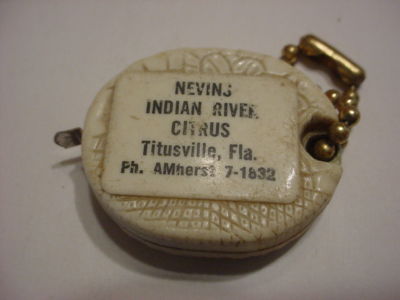 NEVINS
INDIAN RIVER
CITRUS
Titusville, Fla.
Ph. AMherst 7-1832